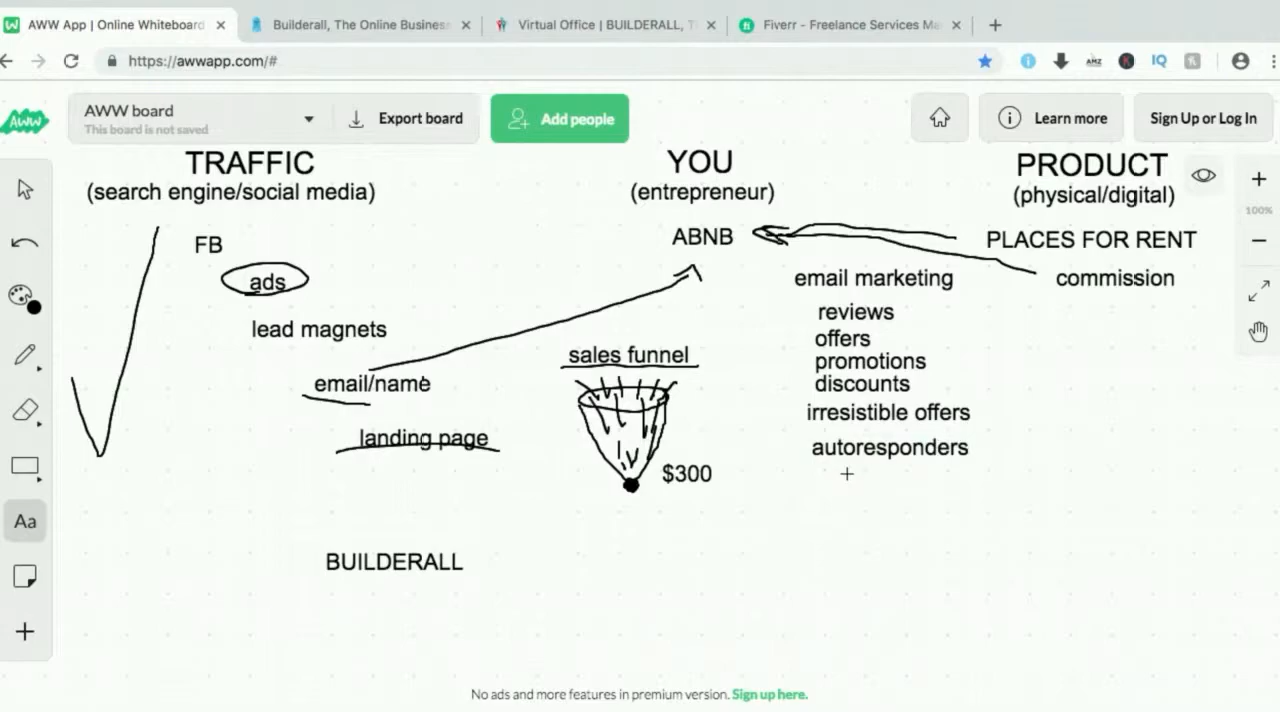 AWW App | Online Whiteboard
Builderall, The Online Business
Virtual Office | BUILDERALL, T
Fiverr - Freelance Services Ma
https://awwapp.com/#
AMZ
K
IQ
AWW
AWW board
This board is not saved
Export board
Add people
Learn more
Sign Up or Log In
TRAFFIC
(search engine/social media)
YOU
(entrepreneur)
PRODUCT
(physical/digital)
100%
FB
ABNB
PLACES FOR RENT
ads
email marketing
commission
lead magnets
reviews
offers
sales funnel
promotions
email/name
discounts
irresistible offers
landing page
autoresponders
$300
Aa
BUILDERALL
No ads and more features in premium version. Sign up here.